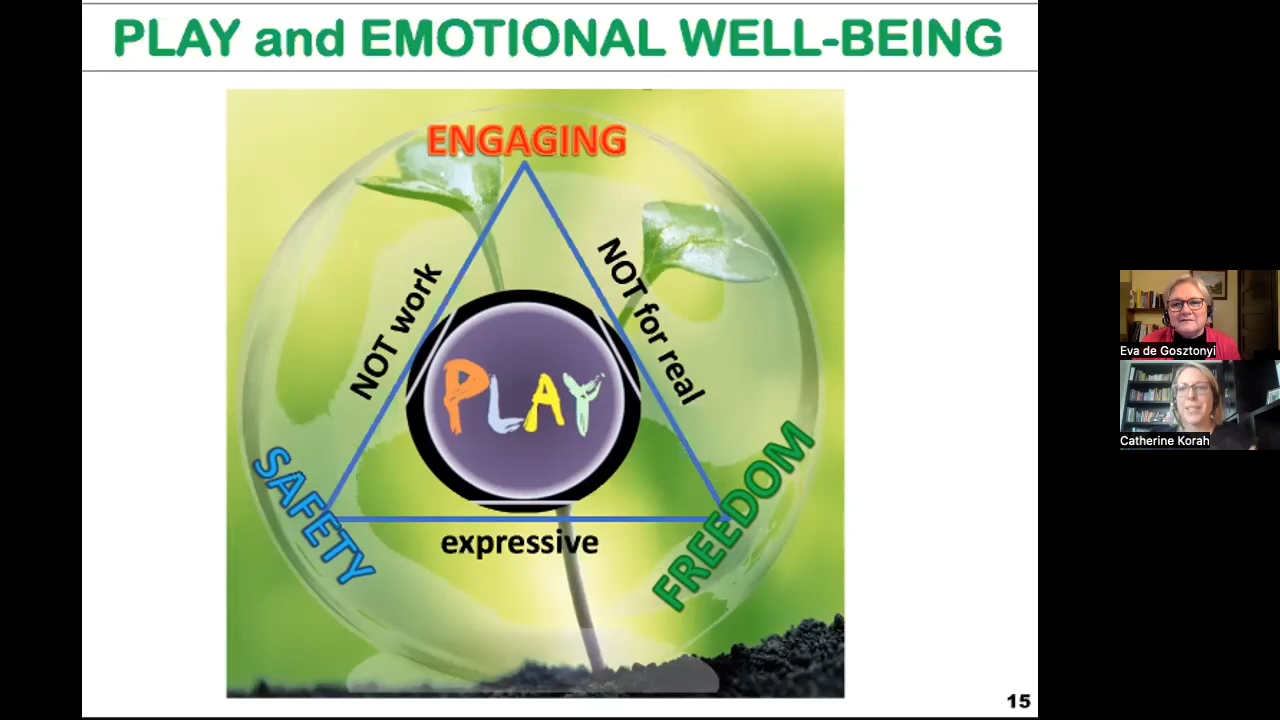 PLAY and EMOTIONAL WELL-BEING
ENGAGING
NOT work
NOT for real
PLAY
SAFETY
FREEDOM
expressive
15
Eva de Gosztonyi
Catherine Korah